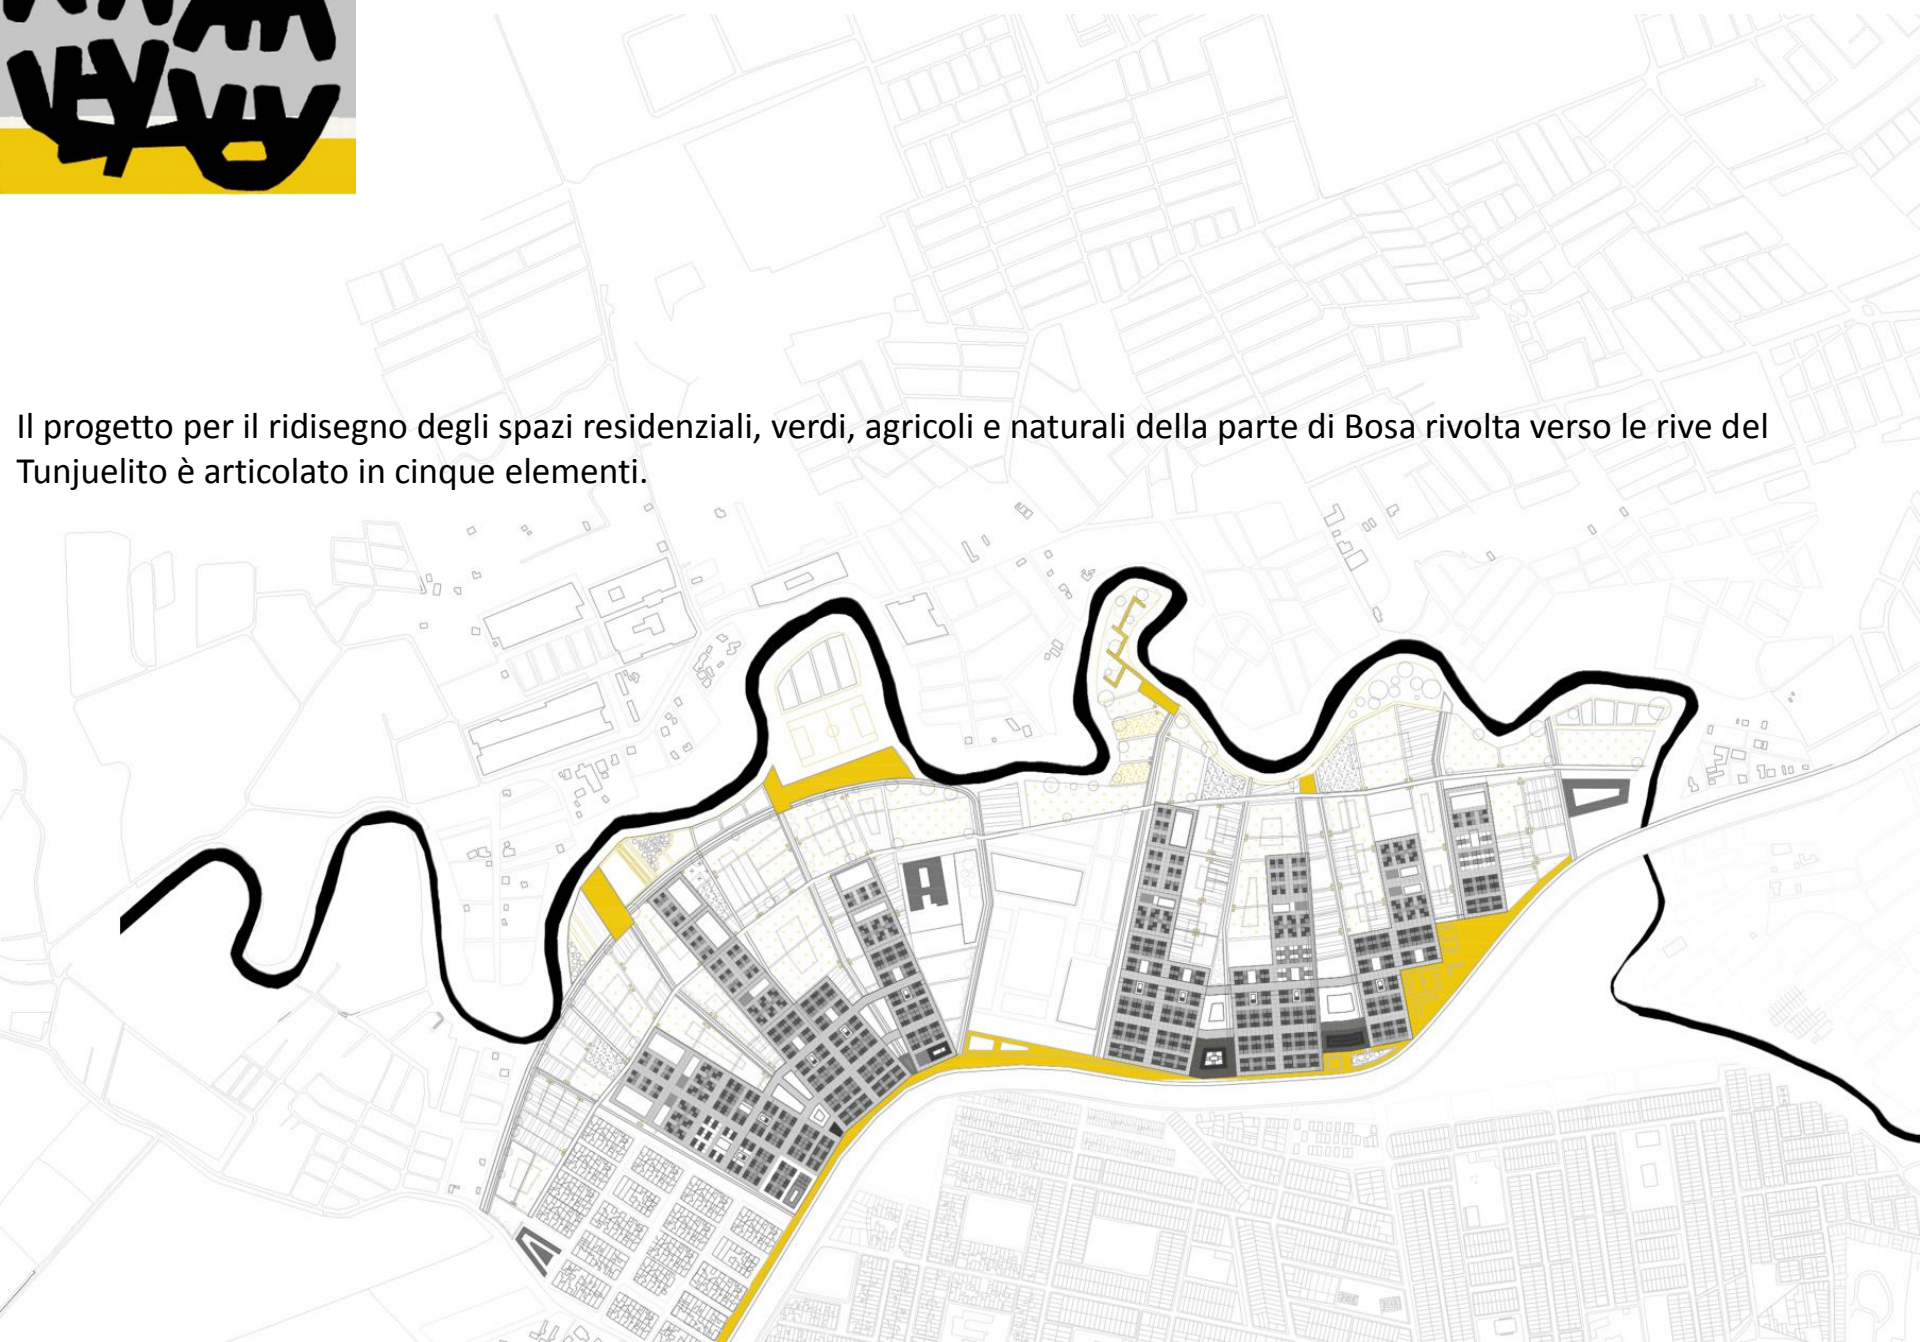 Il progetto per il ridisegno degli spazi residenziali, verdi, agricoli e naturali della parte di Bosa rivolta verso le rive del
Tunjuelito è articolato in cinque elementi.